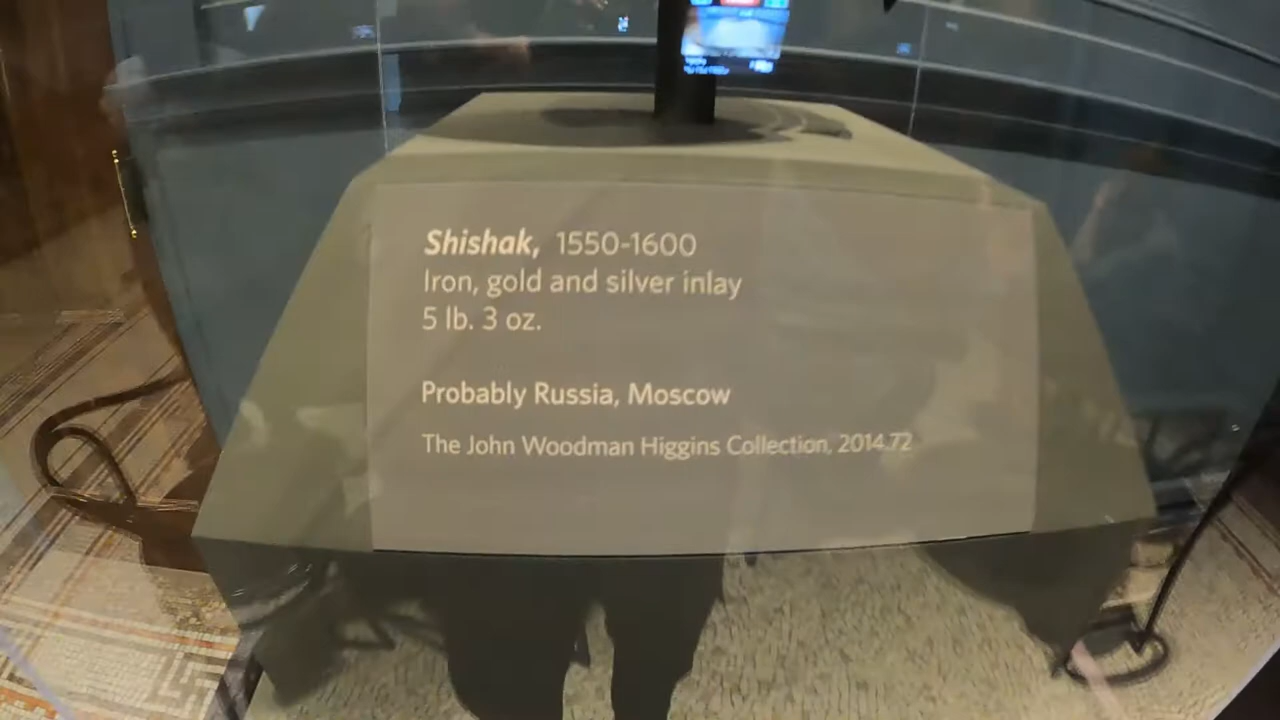 Shishak, 1550-1600
Iron, gold and silver inlay
5 lb. 3 oz.
Probably Russia, Moscow
The John Woodman Higgins Collection, 2014.72